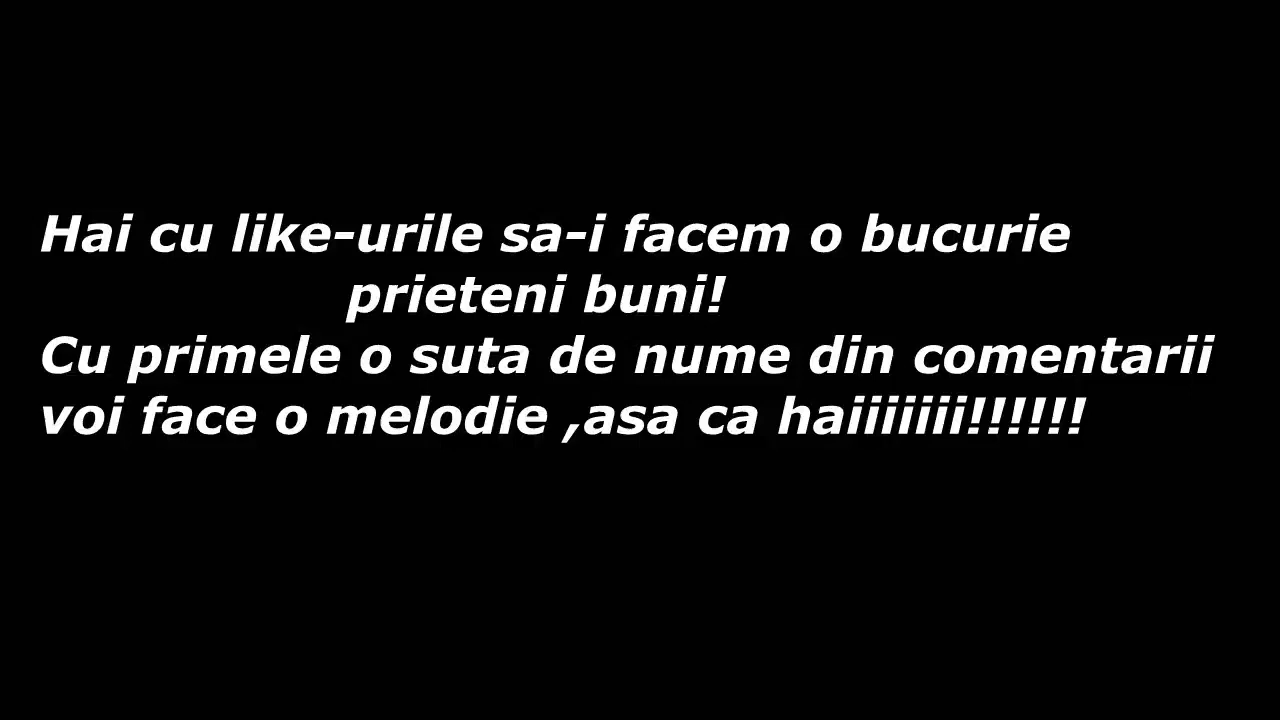 Hai cu like-urile sa-i facem o bucurie
prieteni buni!
Cu primele o suta de nume din comentarii
voi face o melodie ,asa ca haiiiiiii!!!!!!